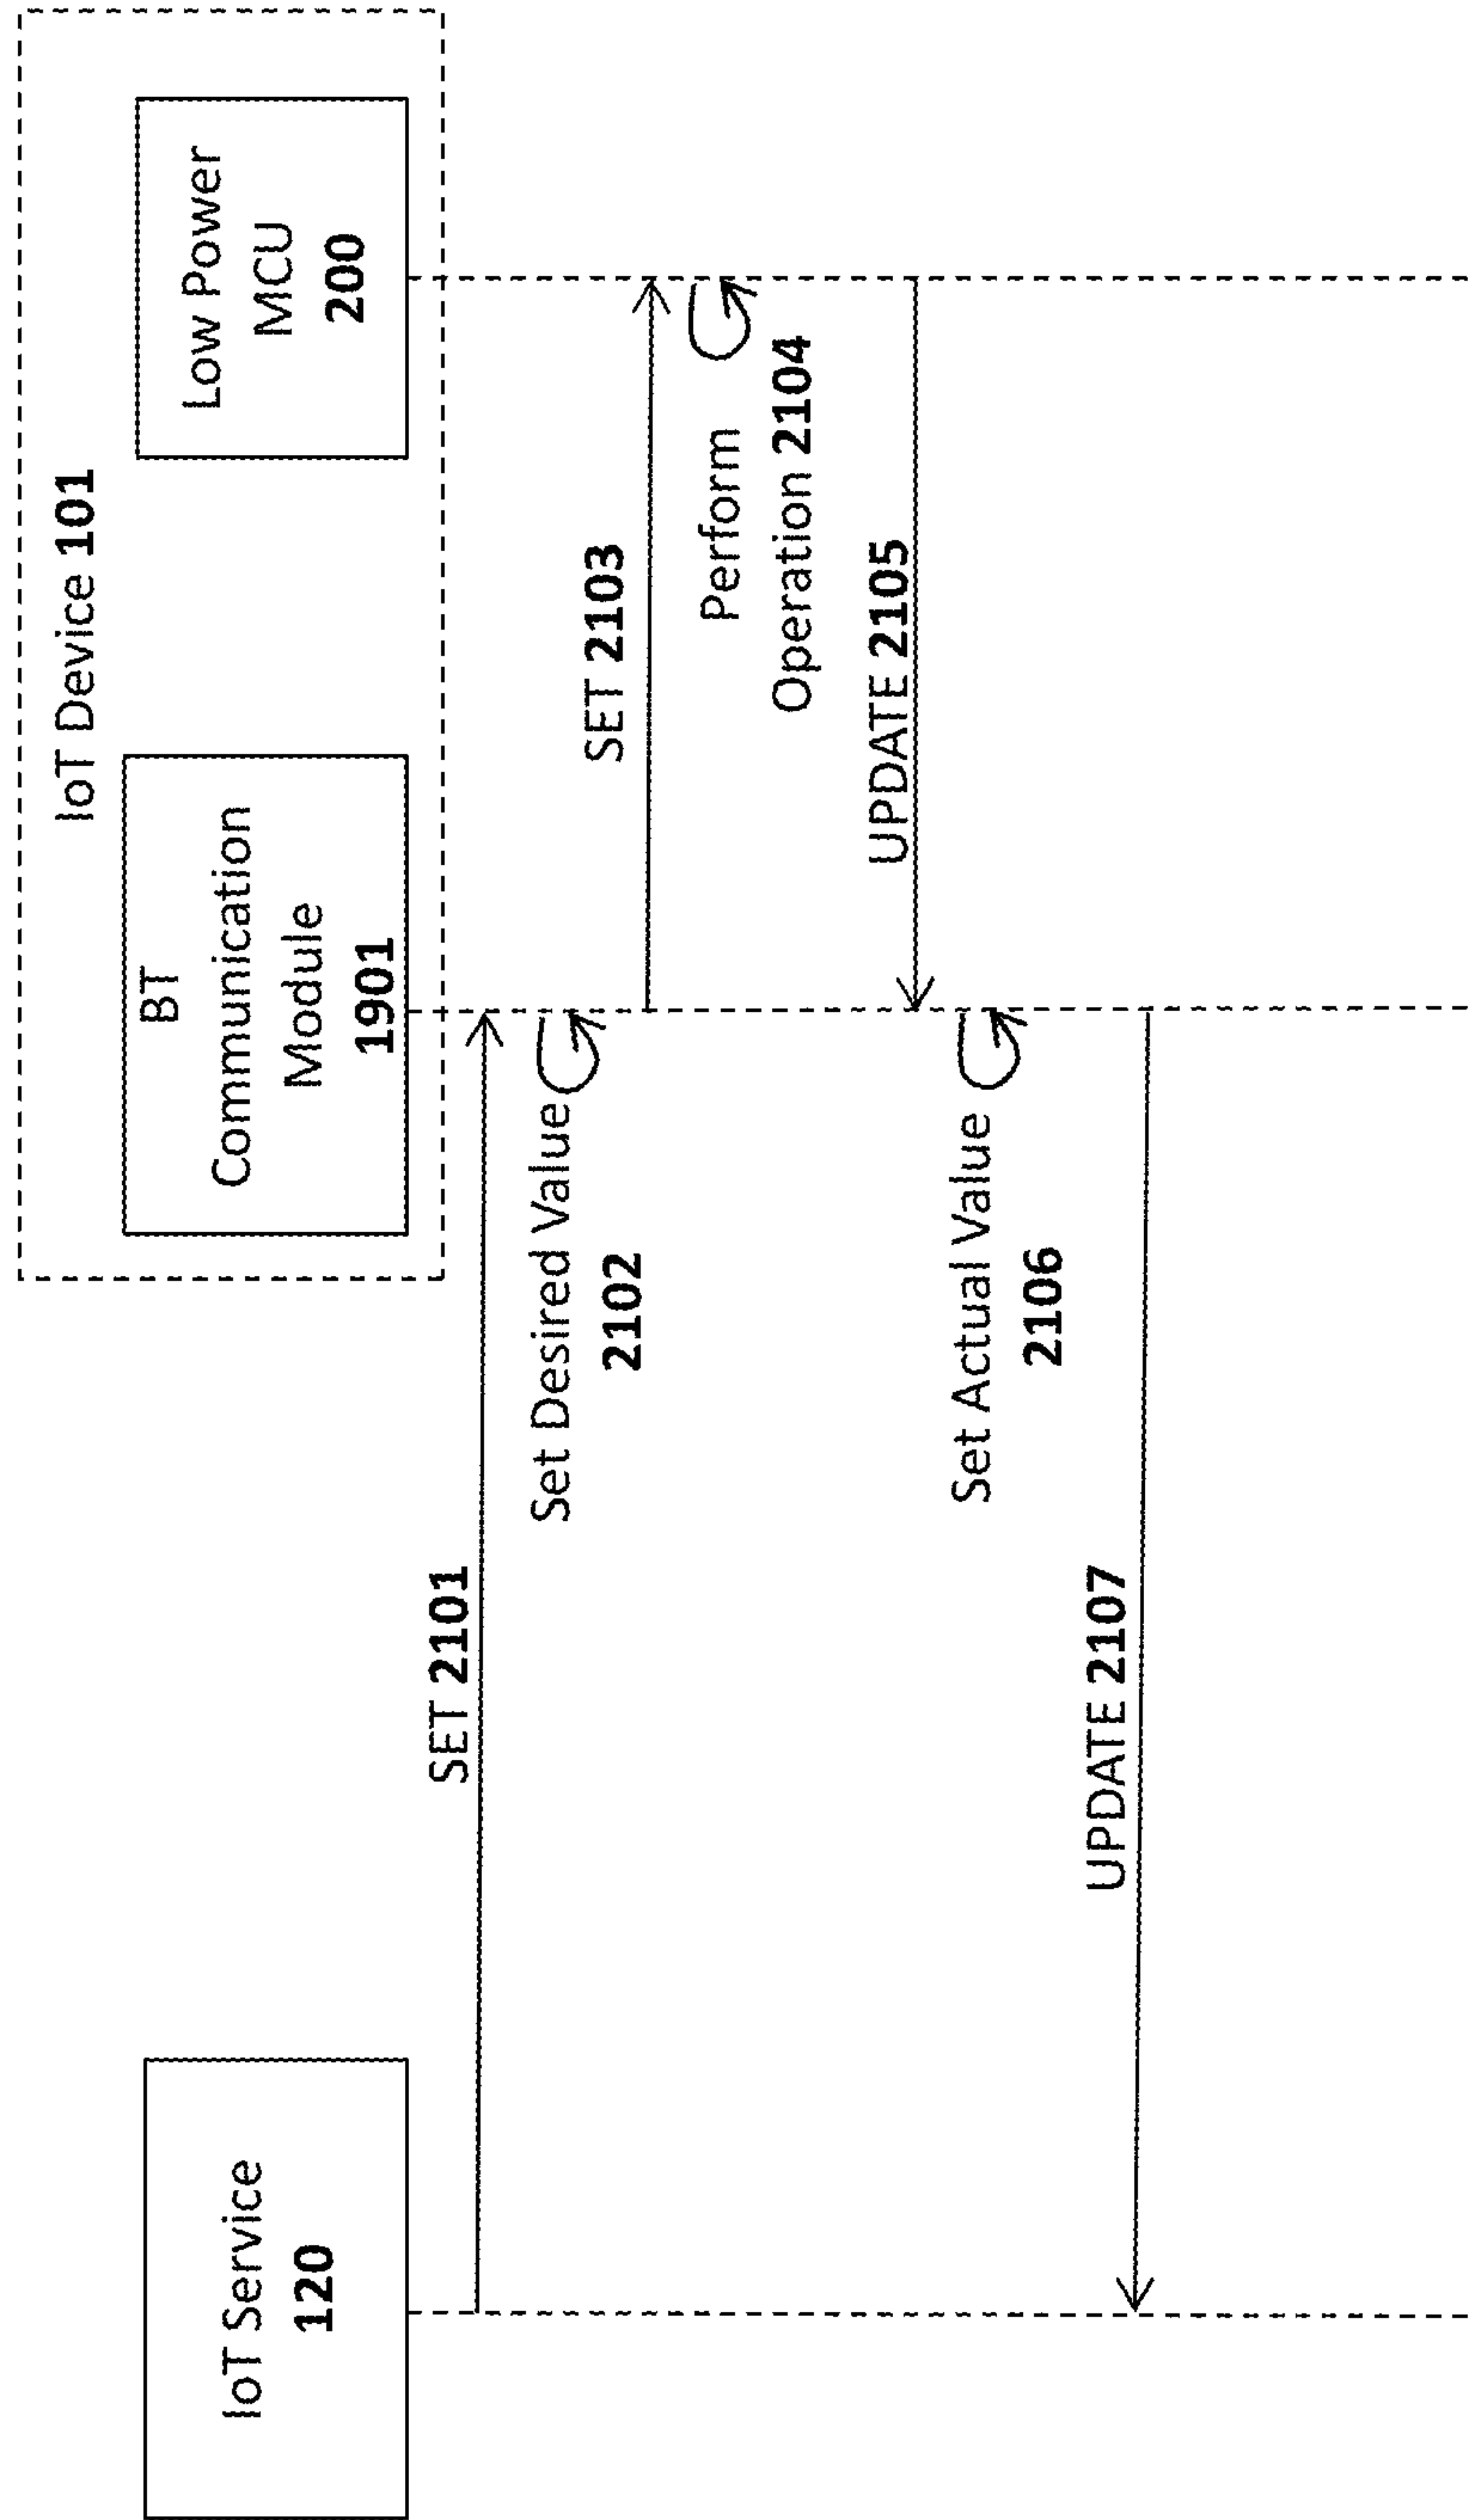 IoT Device 101
IoT Service
120
BT
Communication
Module
1901
Low Power
MCU
200
SET 2101
Set Desired Value
2102
SET 2103
Perform
Operation 2104
UPDATE 2105
Set Actual Value
2106
UPDATE 2107